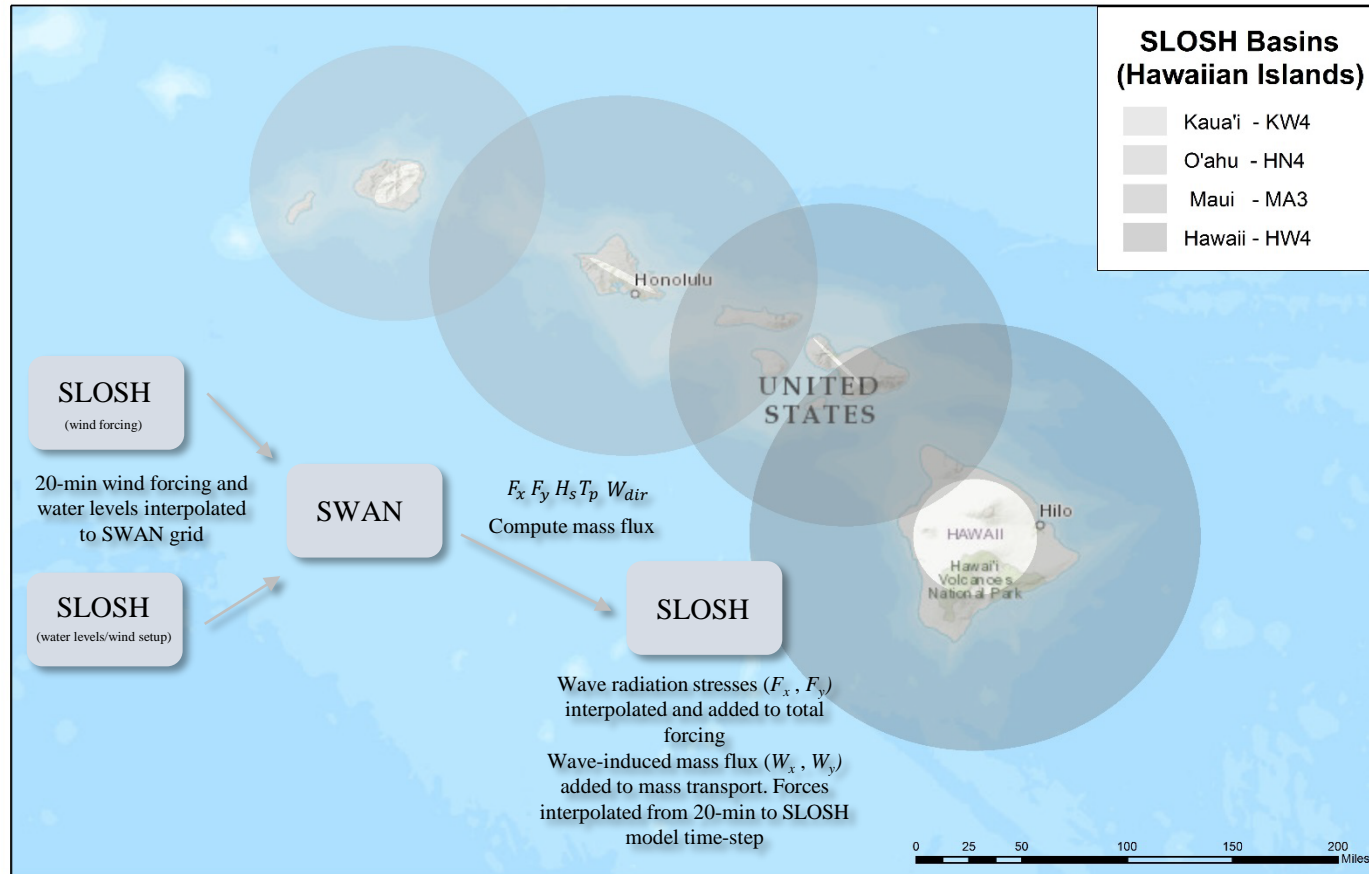 SLOSH Basins
(Hawaiian Islands)
Kaua'i - KW4
O'ahu - HN4
Maui - MA3
Hawaii - HW4
Honolulu
UNITED
STATES
Hilo
HAWAII
Hawai'i
Volcanoes
National Park
SLOSH
(wind forcing)
20-min wind forcing and
water levels interpolated
to SWAN grid
SLOSH
(water levels/wind setup)
SWAN
F_x F_y H_s T_p W_dir
Compute mass flux
SLOSH
Wave radiation stresses (F_x , F_y)
interpolated and added to total
forcing
Wave-induced mass flux (W_x , W_y)
added to mass transport. Forces
interpolated from 20-min to SLOSH
model time-step
0 25 50 100 150 200
Miles